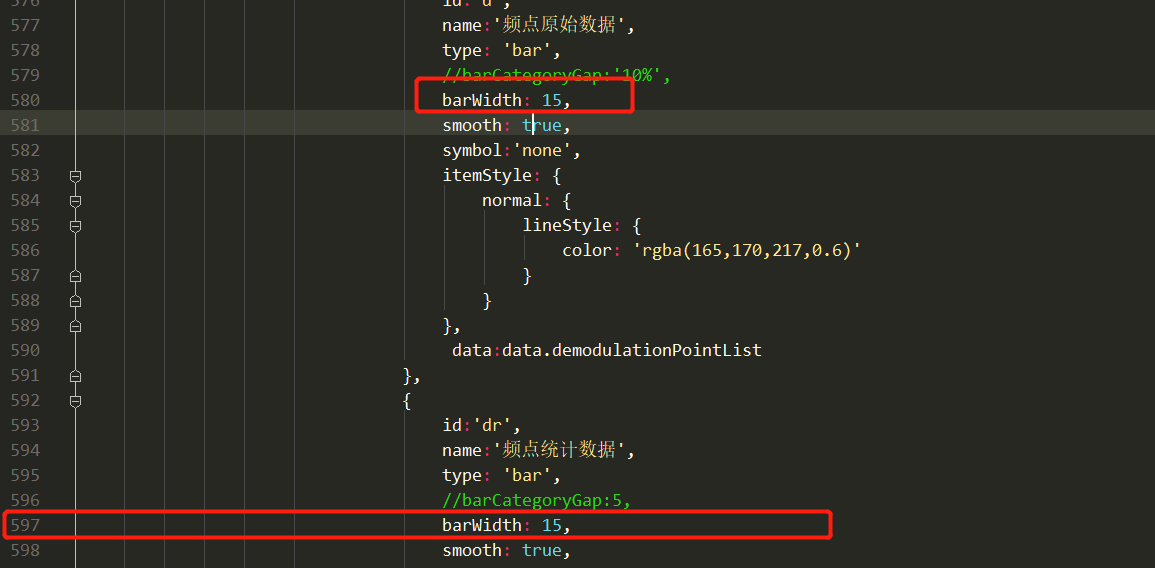 576 id:'d',
577 name:'频点原始数据',
578 type: 'bar',
579 //barCategoryGap:'10%',
580 barWidth: 15,
581 smooth: true,
582 symbol:'none',
583 itemStyle: {
584 normal: {
585 lineStyle: {
586 color: 'rgba(165,170,217,0.6)'
587 }
588 }
589 },
590 data:data.demodulationPointList
591 },
592 {
593 id:'dr',
594 name:'频点统计数据',
595 type: 'bar',
596 //barCategoryGap:5,
597 barWidth: 15,
598 smooth: true,